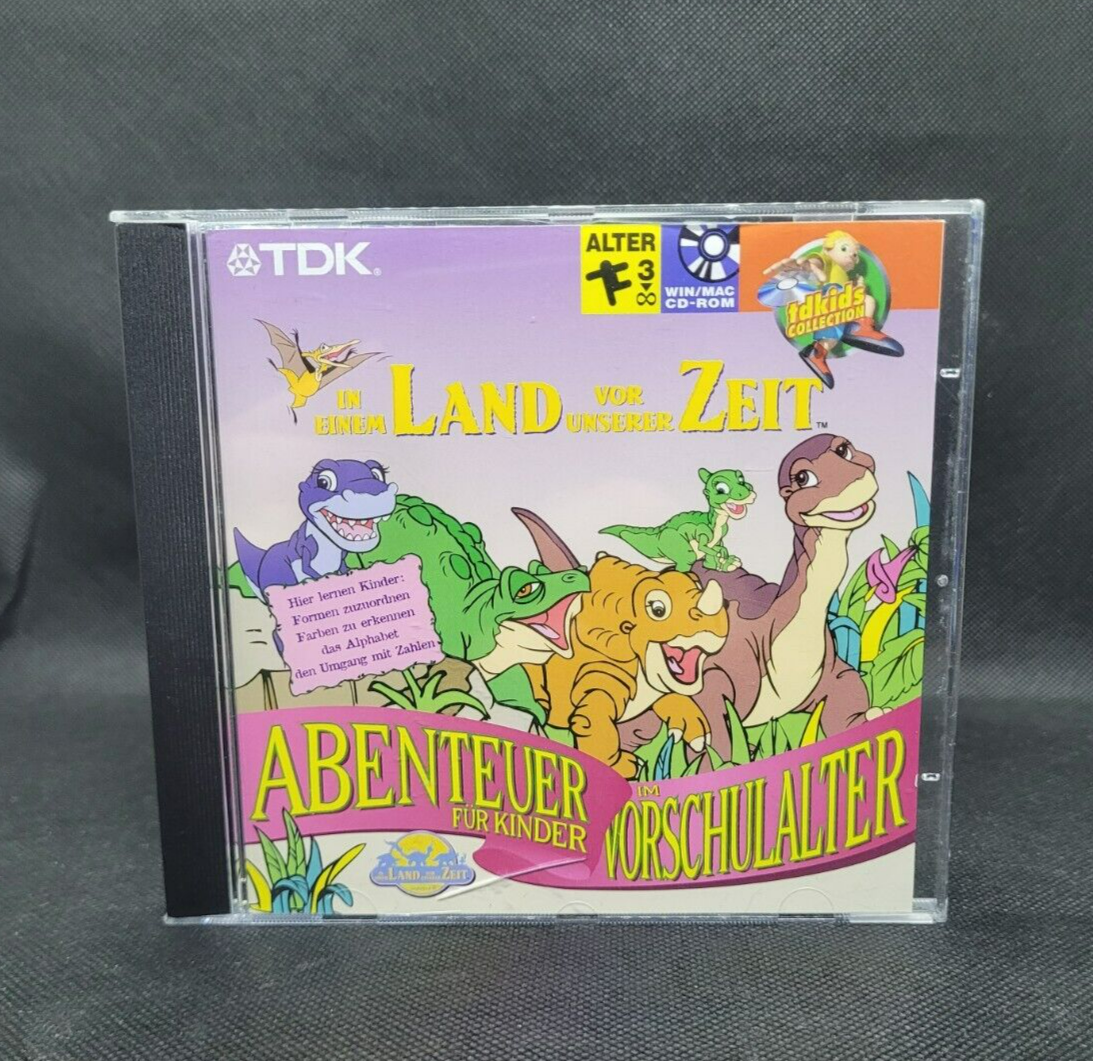 TDK®
ALTER
3
∞
WIN/MAC
CD-ROM
tdkids
COLLECTION
IN EINEM LAND VOR UNSERER ZEIT™
Hier lernen Kinder:
Formen zuzuordnen
Farben zu erkennen
das Alphabet
den Umgang mit Zahlen
ABENTEUER
FÜR KINDER
IM
VORSCHULALTER
LAND ZEIT